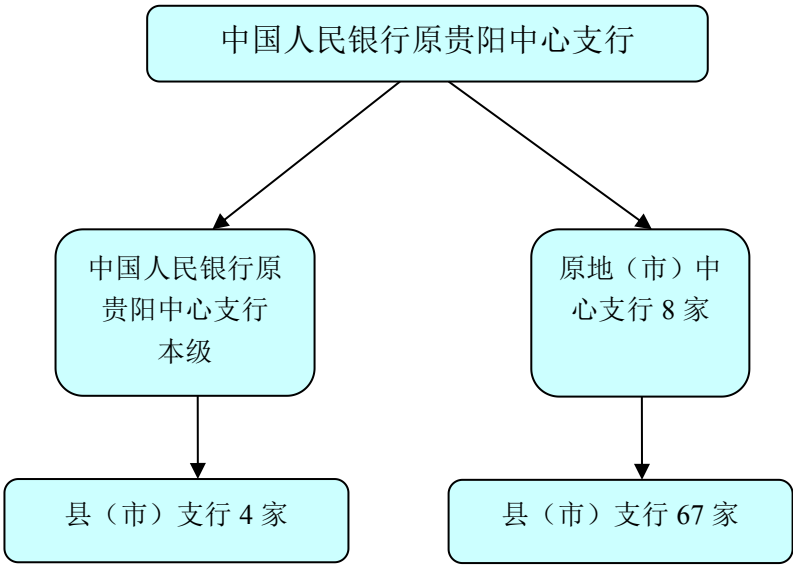 中国人民银行原贵阳中心支行
中国人民银行原
贵阳中心支行
本级
原地（市）中
心支行 8 家
县（市）支行 4 家
县（市）支行 67 家